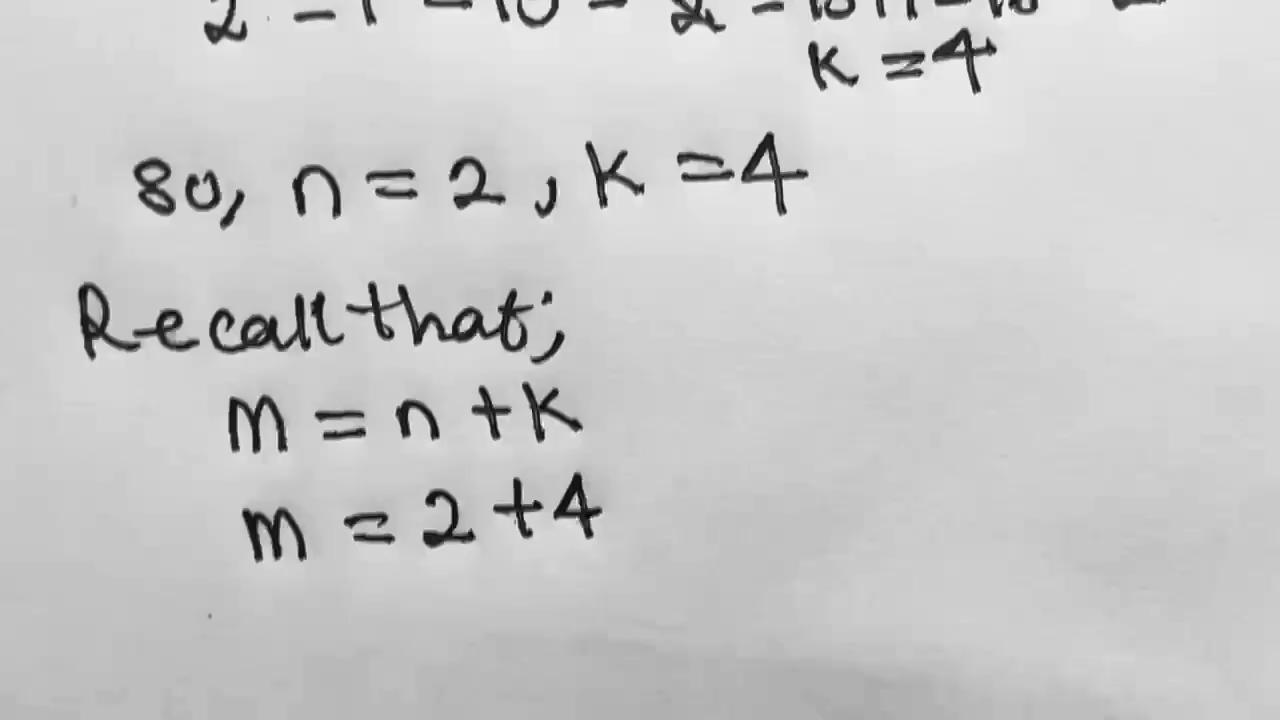 K = 4
So, n = 2, K = 4
Recall that;
m = n + K
m = 2 + 4